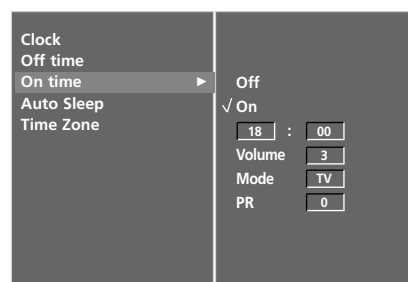 Clock
Off time
On time ►
Auto Sleep
Time Zone
Off
√ On
18 : 00
Volume 3
Mode TV
PR 0